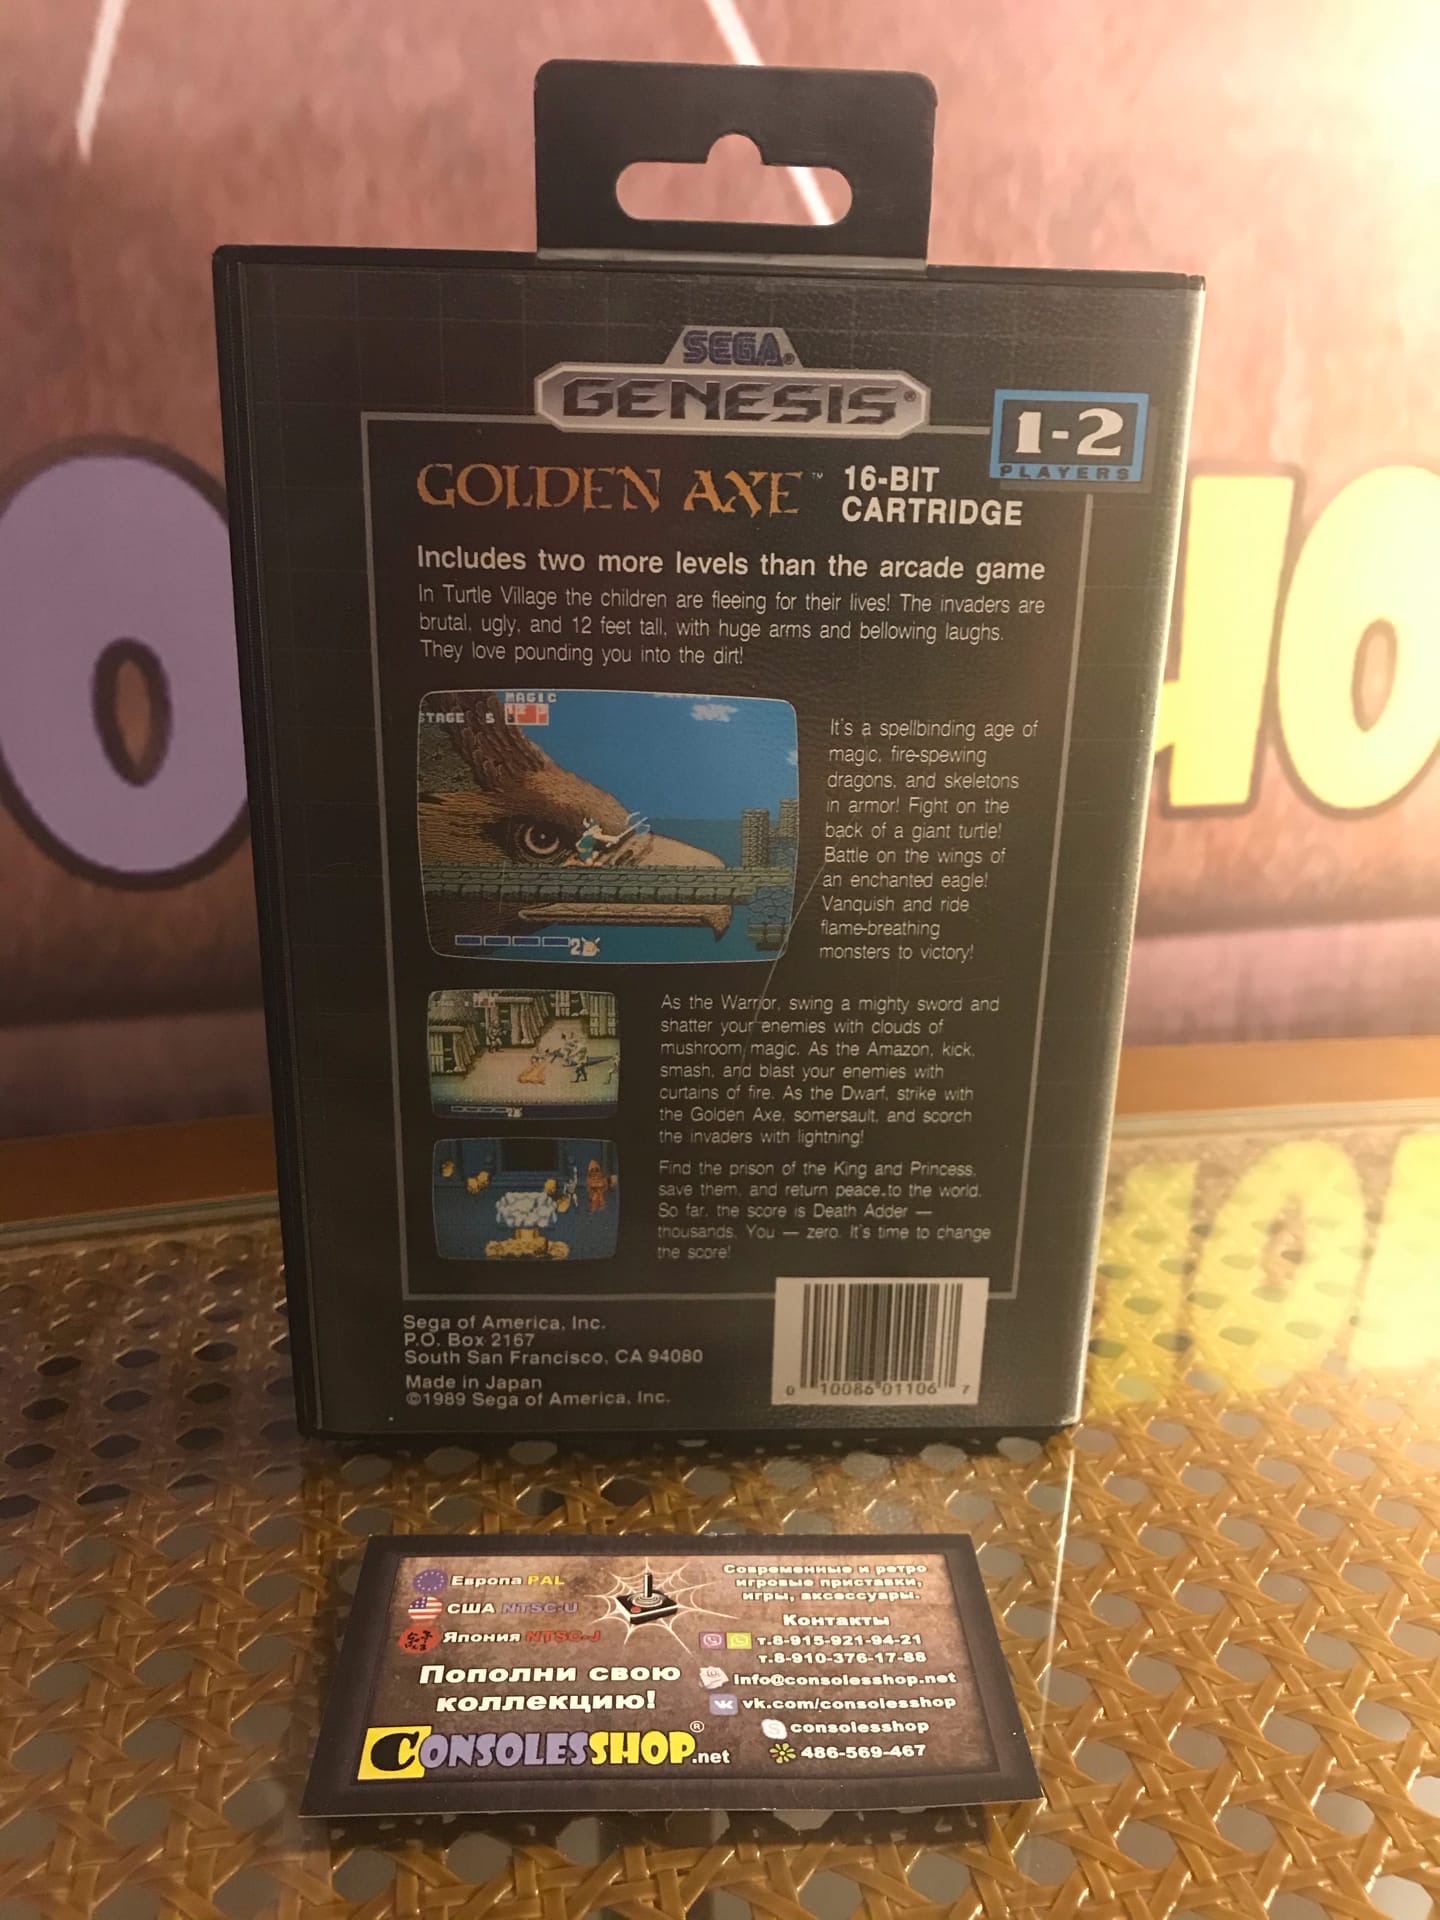 SEGA®
GENESIS®
1-2
PLAYERS
GOLDEN AXE™
16-BIT
CARTRIDGE
Includes two more levels than the arcade game
In Turtle Village the children are fleeing for their lives! The invaders are
brutal, ugly, and 12 feet tall, with huge arms and bellowing laughs.
They love pounding you into the dirt!
MAGIC
STAGE 5
2
It's a spellbinding age of
magic, fire-spewing
dragons, and skeletons
in armor! Fight on the
back of a giant turtle!
Battle on the wings of
an enchanted eagle!
Vanquish and ride
flame-breathing
monsters to victory!
As the Warrior, swing a mighty sword and
shatter your enemies with clouds of
mushroom magic. As the Amazon, kick,
smash, and blast your enemies with
curtains of fire. As the Dwarf, strike with
the Golden Axe, somersault, and scorch
the invaders with lightning!
2
Find the prison of the King and Princess,
save them, and return peace to the world.
So far, the score is Death Adder —
thousands. You — zero. It's time to change
the score!
Sega of America, Inc.
P.O. Box 2167
South San Francisco, CA 94080
Made in Japan
©1989 Sega of America, Inc.
0 10086 01106 7
Европа PAL
США NTSC-U
Япония NTSC-J
Пополни свою
коллекцию!
CONSOLESSHOP®.net
Современные и ретро
игровые приставки,
игры, аксессуары.
Контакты
т.8-915-921-94-21
т.8-910-376-17-88
info@consolesshop.net
vk.com/consolesshop
consolesshop
486-569-467